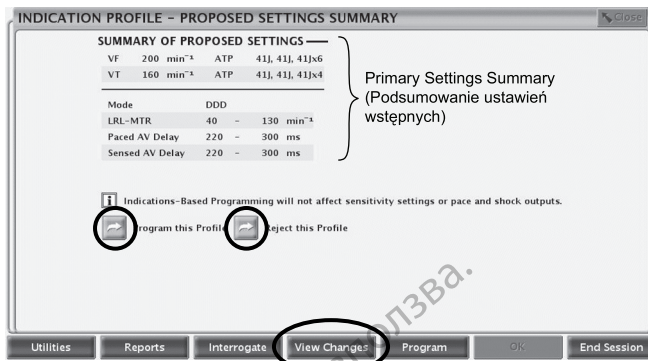 INDICATION PROFILE – PROPOSED SETTINGS SUMMARY
Close
SUMMARY OF PROPOSED SETTINGS
VF 200 min⁻¹ ATP 41J, 41J, 41Jx6
VT 160 min⁻¹ ATP 41J, 41J, 41Jx4
Mode DDD
LRL-MTR 40 - 130 min⁻¹
Paced AV Delay 220 - 300 ms
Sensed AV Delay 220 - 300 ms
Primary Settings Summary
(Podsumowanie ustawień
wstępnych)
i Indications-Based Programming will not affect sensitivity settings or pace and shock outputs.
Program this Profile Reject this Profile
Utilities Reports Interrogate View Changes Program OK End Session